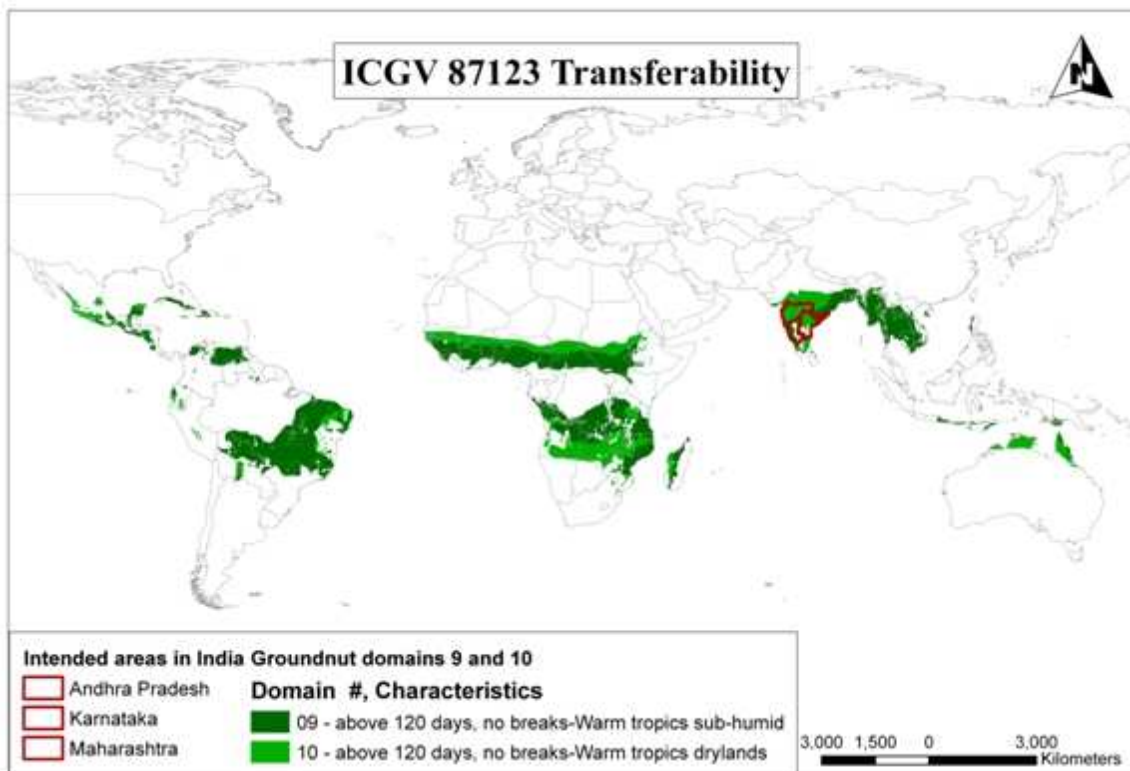 ICGV 87123 Transferability
N
Intended areas in India Groundnut domains 9 and 10
Domain #, Characteristics
Andhra Pradesh
Karnataka
Maharashtra
09 - above 120 days, no breaks-Warm tropics sub-humid
10 - above 120 days, no breaks-Warm tropics drylands
3,000 1,500 0 3,000
Kilometers